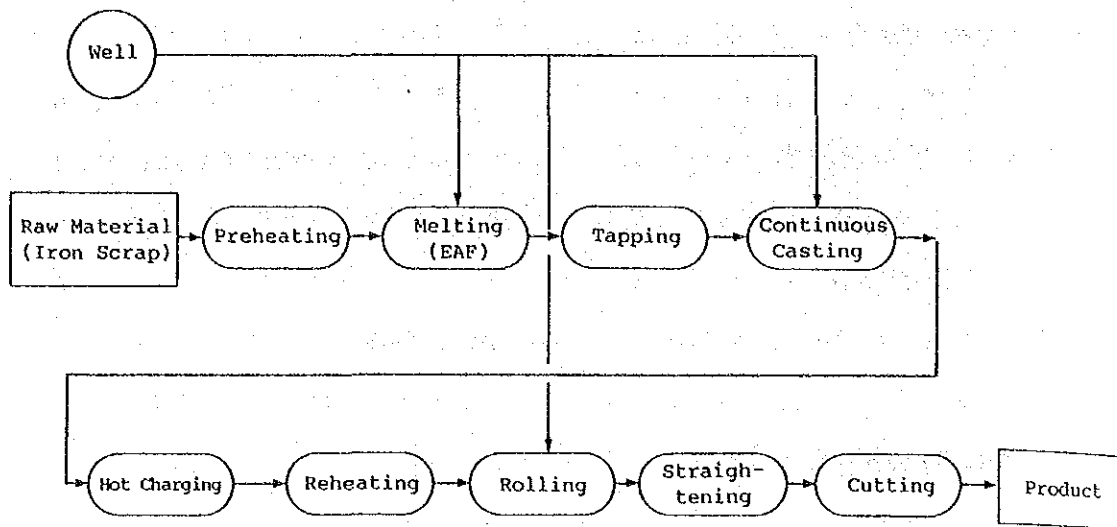 Well
Raw Material
(Iron Scrap)
Preheating
Melting
(EAF)
Tapping
Continuous
Casting
Hot Charging
Reheating
Rolling
Straigh-
tening
Cutting
Product